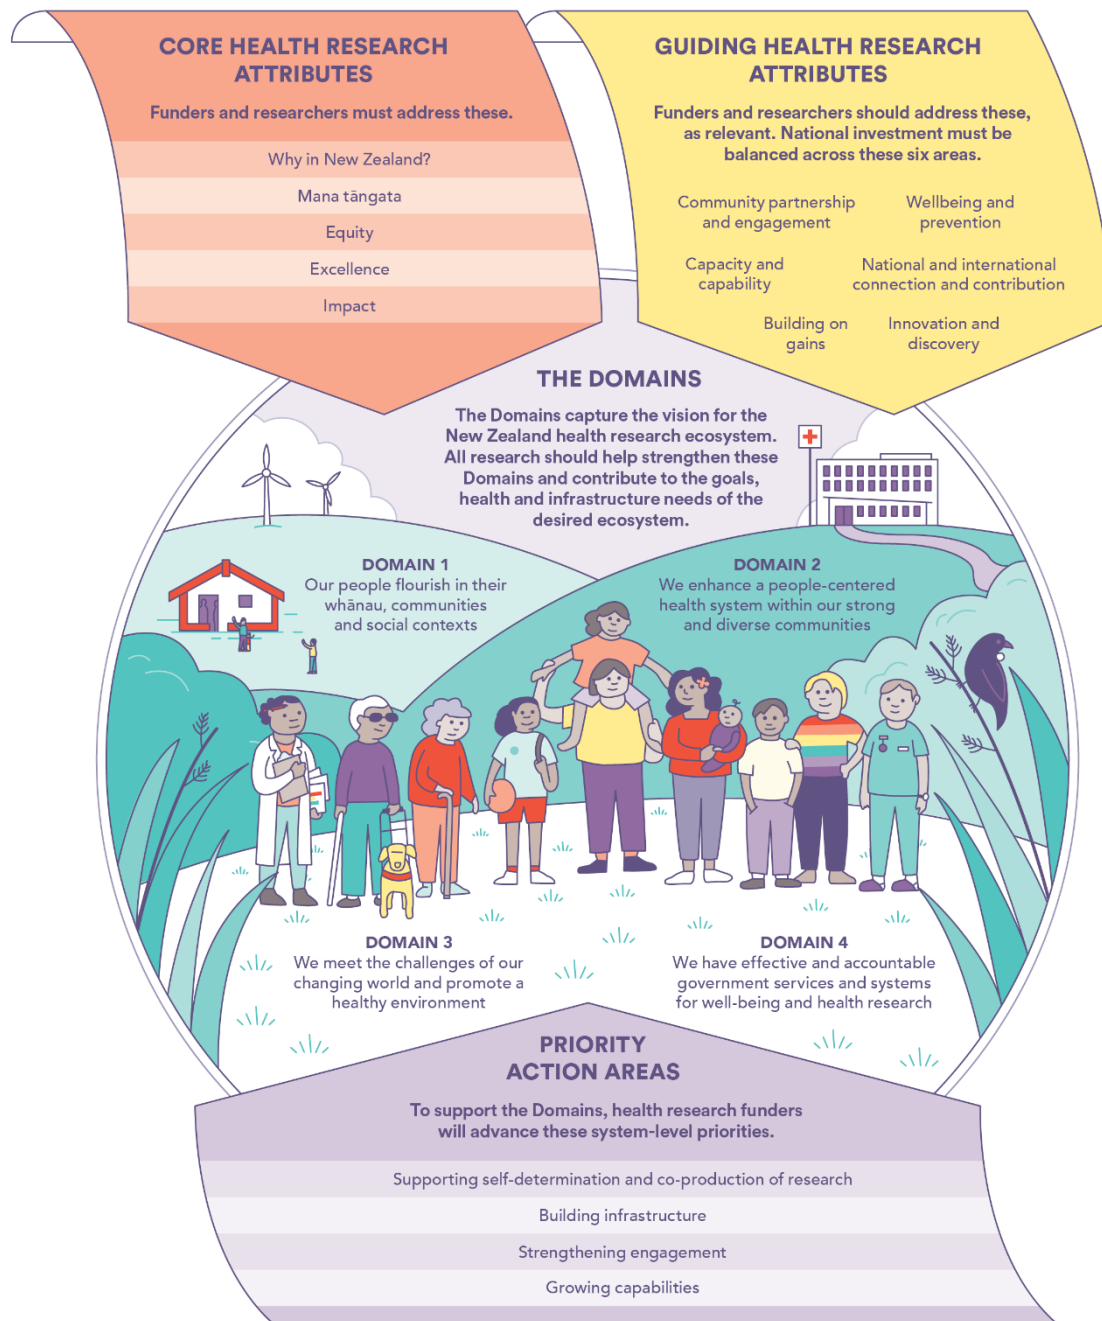 CORE HEALTH RESEARCH
ATTRIBUTES
Funders and researchers must address these.
Why in New Zealand?
Mana tāngata
Equity
Excellence
Impact
GUIDING HEALTH RESEARCH
ATTRIBUTES
Funders and researchers should address these,
as relevant. National investment must be
balanced across these six areas.
Community partnership
and engagement
Wellbeing and
prevention
Capacity and
capability
National and international
connection and contribution
Building on
gains
Innovation and
discovery
THE DOMAINS
The Domains capture the vision for the
New Zealand health research ecosystem.
All research should help strengthen these
Domains and contribute to the goals,
health and infrastructure needs of the
desired ecosystem.
DOMAIN 1
Our people flourish in their
whānau, communities
and social contexts
DOMAIN 2
We enhance a people-centered
health system within our strong
and diverse communities
DOMAIN 3
We meet the challenges of our
changing world and promote a
healthy environment
DOMAIN 4
We have effective and accountable
government services and systems
for well-being and health research
PRIORITY
ACTION AREAS
To support the Domains, health research funders
will advance these system-level priorities.
Supporting self-determination and co-production of research
Building infrastructure
Strengthening engagement
Growing capabilities